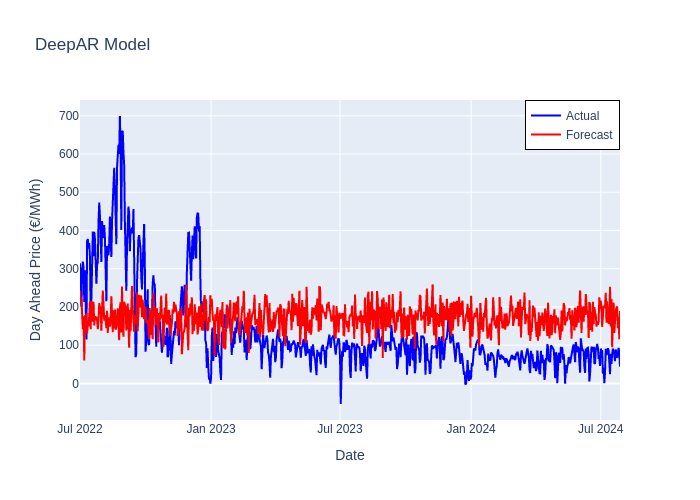 DeepAR Model
Actual
Forecast
Day Ahead Price (€/MWh)
700
600
500
400
300
200
100
0
Jul 2022
Jan 2023
Jul 2023
Jan 2024
Jul 2024
Date